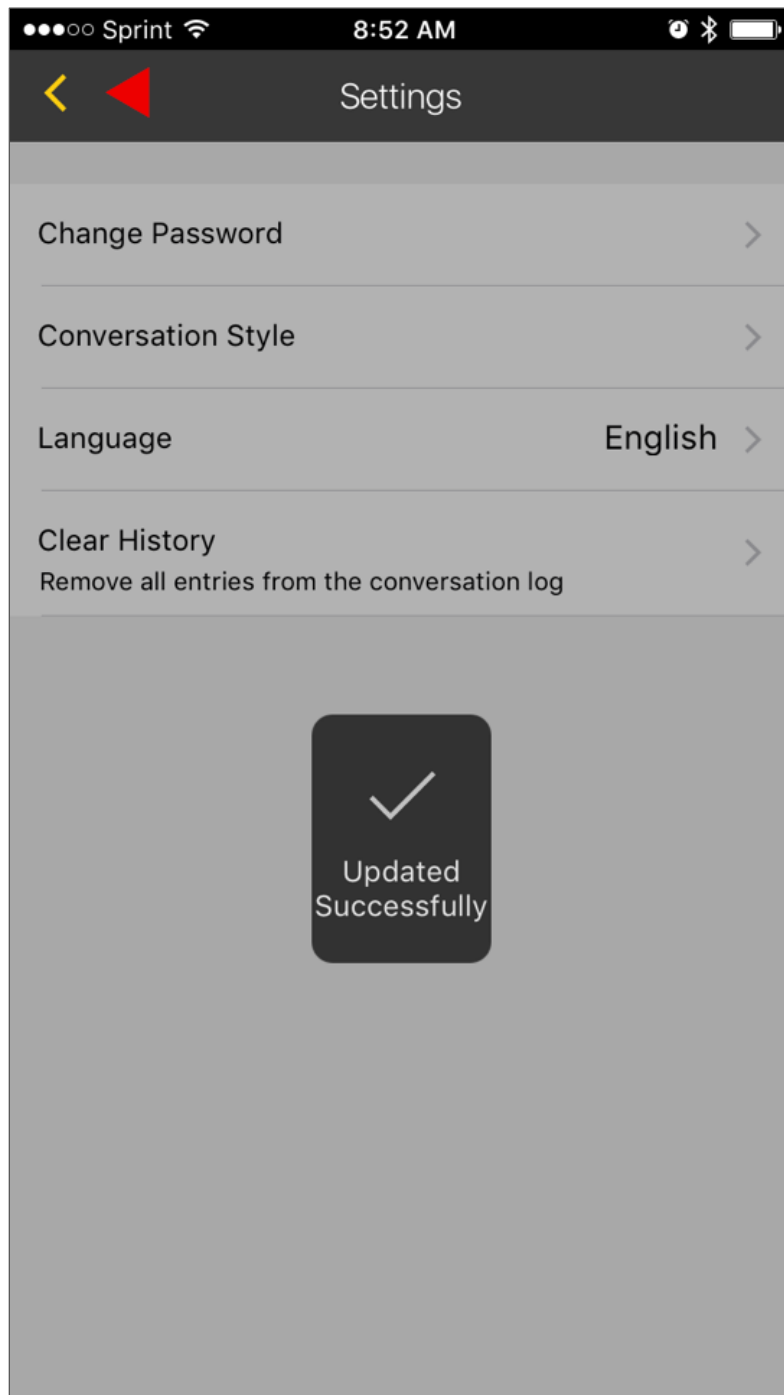 Sprint 8:52 AM
Settings
Change Password
Conversation Style
Language English
Clear History
Remove all entries from the conversation log
Updated
Successfully